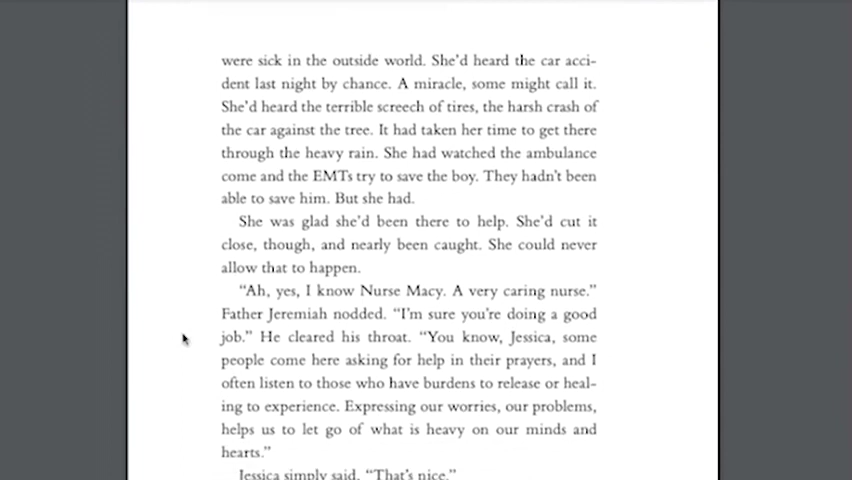 were sick in the outside world. She’d heard the car acci-
dent last night by chance. A miracle, some might call it.
She’d heard the terrible screech of tires, the harsh crash of
the car against the tree. It had taken her time to get there
through the heavy rain. She had watched the ambulance
come and the EMTs try to save the boy. They hadn’t been
able to save him. But she had.
She was glad she’d been there to help. She’d cut it
close, though, and nearly been caught. She could never
allow that to happen.
“Ah, yes, I know Nurse Macy. A very caring nurse.”
Father Jeremiah nodded. “I’m sure you’re doing a good
job.” He cleared his throat. “You know, Jessica, some
people come here asking for help in their prayers, and I
often listen to those who have burdens to release or heal-
ing to experience. Expressing our worries, our problems,
helps us to let go of what is heavy on our minds and
hearts.”
Jessica simply said, “That’s nice.”